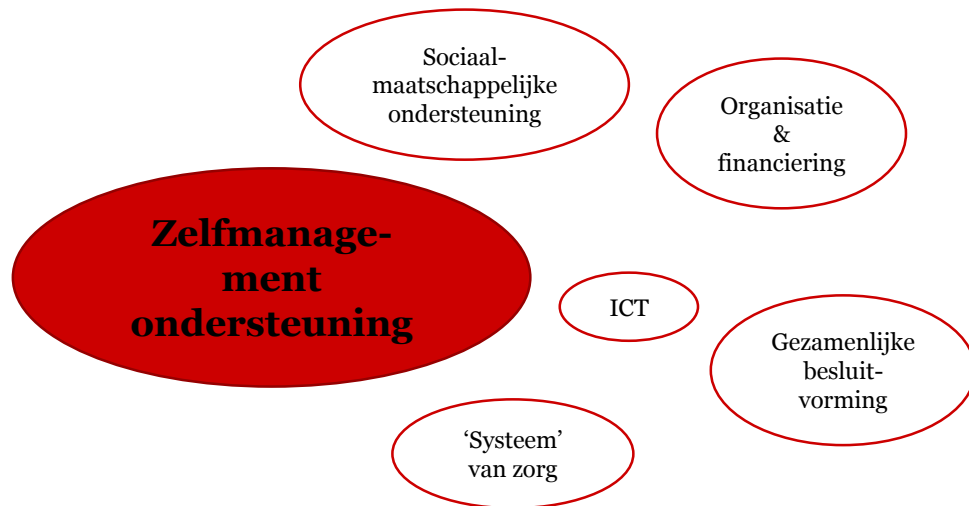 Sociaal-
maatschappelijke
ondersteuning
Organisatie
&
financiering
Zelfmanage-
ment
ondersteuning
ICT
Gezamenlijke
besluit-
vorming
‘Systeem’
van zorg